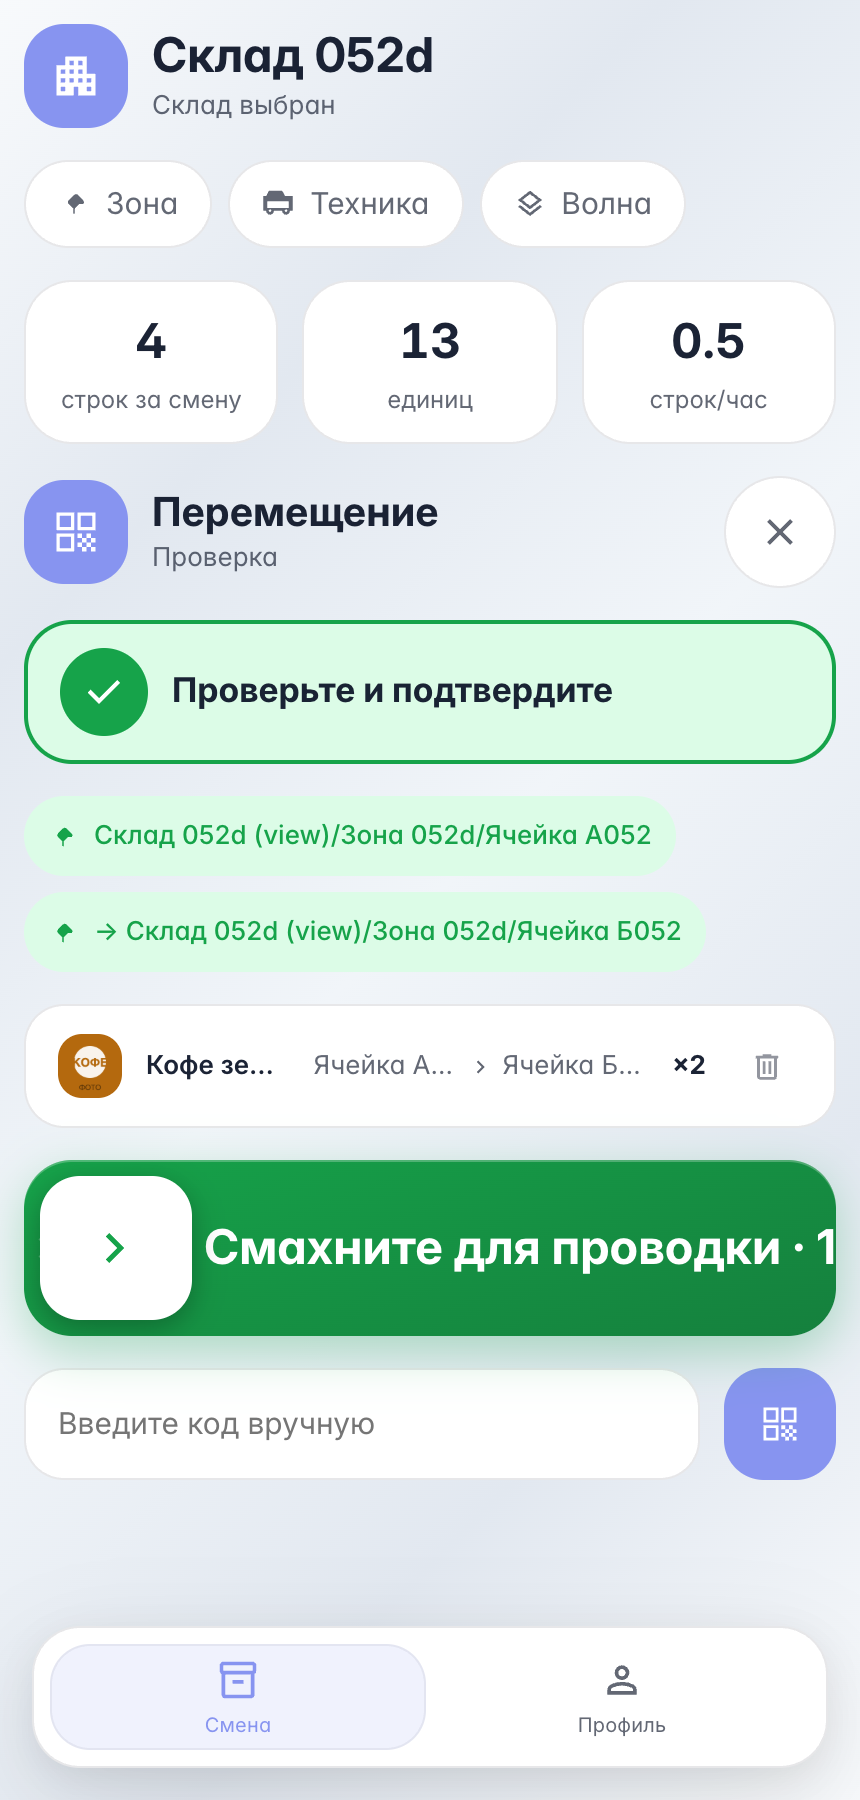 Склад 052d
Склад выбран
Зона
Техника
Волна
4
строк за смену
13
единиц
0.5
строк/час
Перемещение
Проверка
Проверьте и подтвердите
Склад 052d (view)/Зона 052d/Ячейка А052
→ Склад 052d (view)/Зона 052d/Ячейка Б052
КОФЕ
ФОТО
Кофе зе... Ячейка А... › Ячейка Б... ×2
Смахните для проводки · 1
Введите код вручную
Смена
Профиль